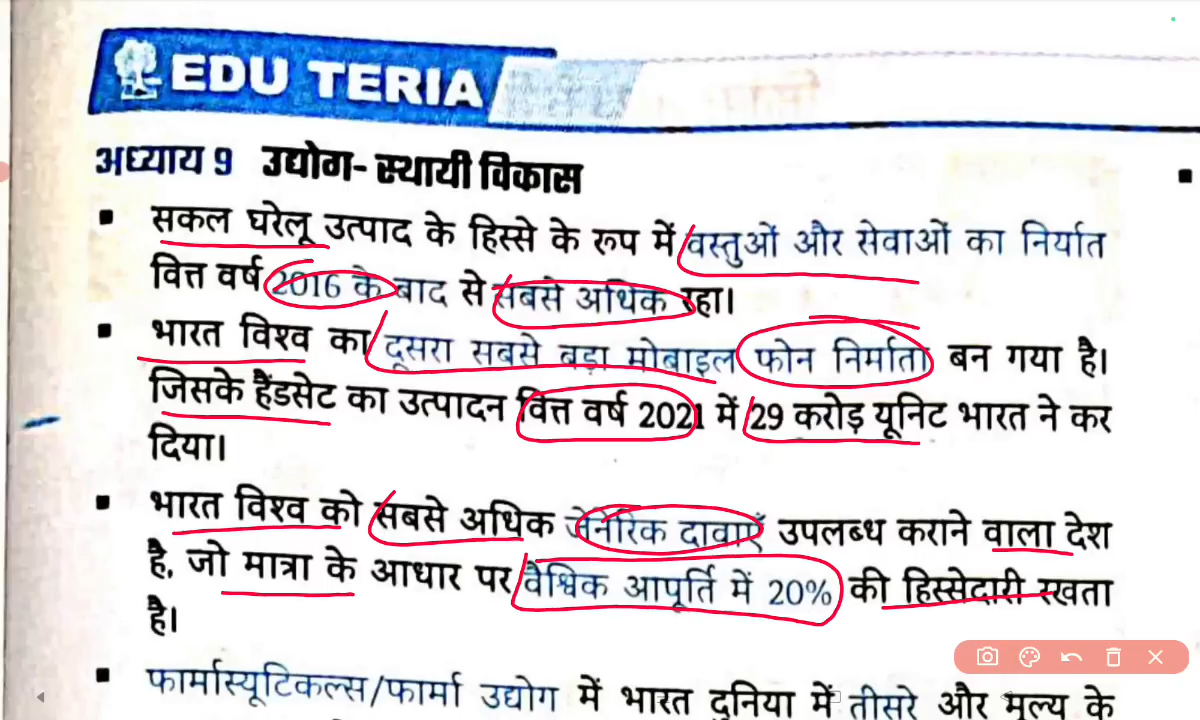 EDU TERIA
अध्याय 9 उद्योग- स्थायी विकास
▪ सकल घरेलू उत्पाद के हिस्से के रूप में वस्तुओं और सेवाओं का निर्यात
वित्त वर्ष 2016 के बाद से सबसे अधिक रहा।
▪ भारत विश्व का दूसरा सबसे बड़ा मोबाइल फोन निर्माता बन गया है।
जिसके हैंडसेट का उत्पादन वित्त वर्ष 2021 में 29 करोड़ यूनिट भारत ने कर
दिया।
▪ भारत विश्व को सबसे अधिक जेनेरिक दावाएँ उपलब्ध कराने वाला देश
है, जो मात्रा के आधार पर वैश्विक आपूर्ति में 20% की हिस्सेदारी रखता
है।
▪ फार्मास्यूटिकल्स/फार्मा उद्योग में भारत दुनिया में तीसरे और मूल्य के